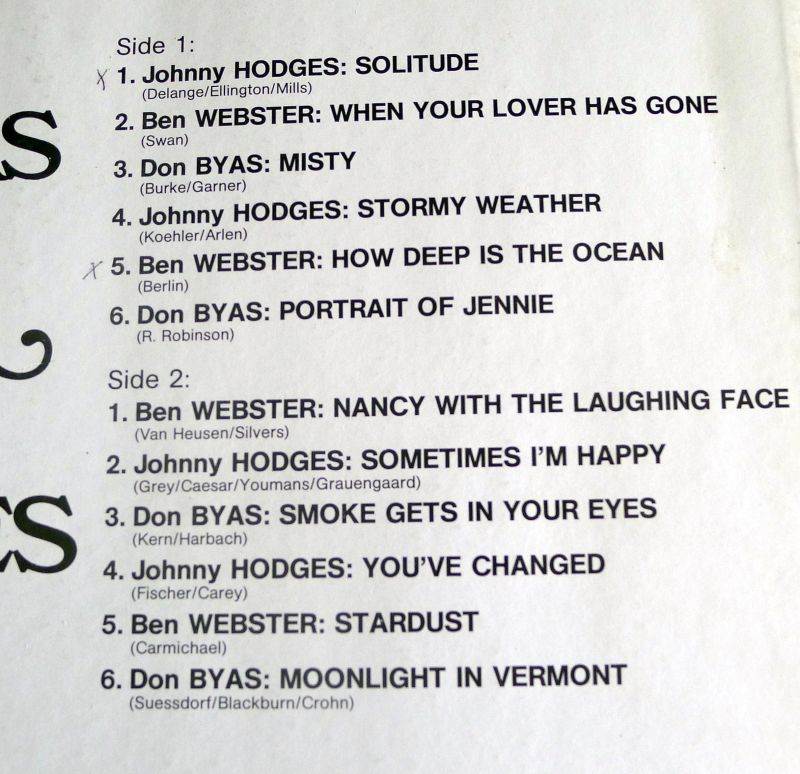 Side 1:
X 1. Johnny HODGES: SOLITUDE
(Delange/Ellington/Mills)
2. Ben WEBSTER: WHEN YOUR LOVER HAS GONE
(Swan)
3. Don BYAS: MISTY
(Burke/Garner)
4. Johnny HODGES: STORMY WEATHER
(Koehler/Arlen)
X 5. Ben WEBSTER: HOW DEEP IS THE OCEAN
(Berlin)
6. Don BYAS: PORTRAIT OF JENNIE
(R. Robinson)
Side 2:
1. Ben WEBSTER: NANCY WITH THE LAUGHING FACE
(Van Heusen/Silvers)
2. Johnny HODGES: SOMETIMES I'M HAPPY
(Grey/Caesar/Youmans/Grauengaard)
3. Don BYAS: SMOKE GETS IN YOUR EYES
(Kern/Harbach)
4. Johnny HODGES: YOU'VE CHANGED
(Fischer/Carey)
5. Ben WEBSTER: STARDUST
(Carmichael)
6. Don BYAS: MOONLIGHT IN VERMONT
(Suessdorf/Blackburn/Crohn)